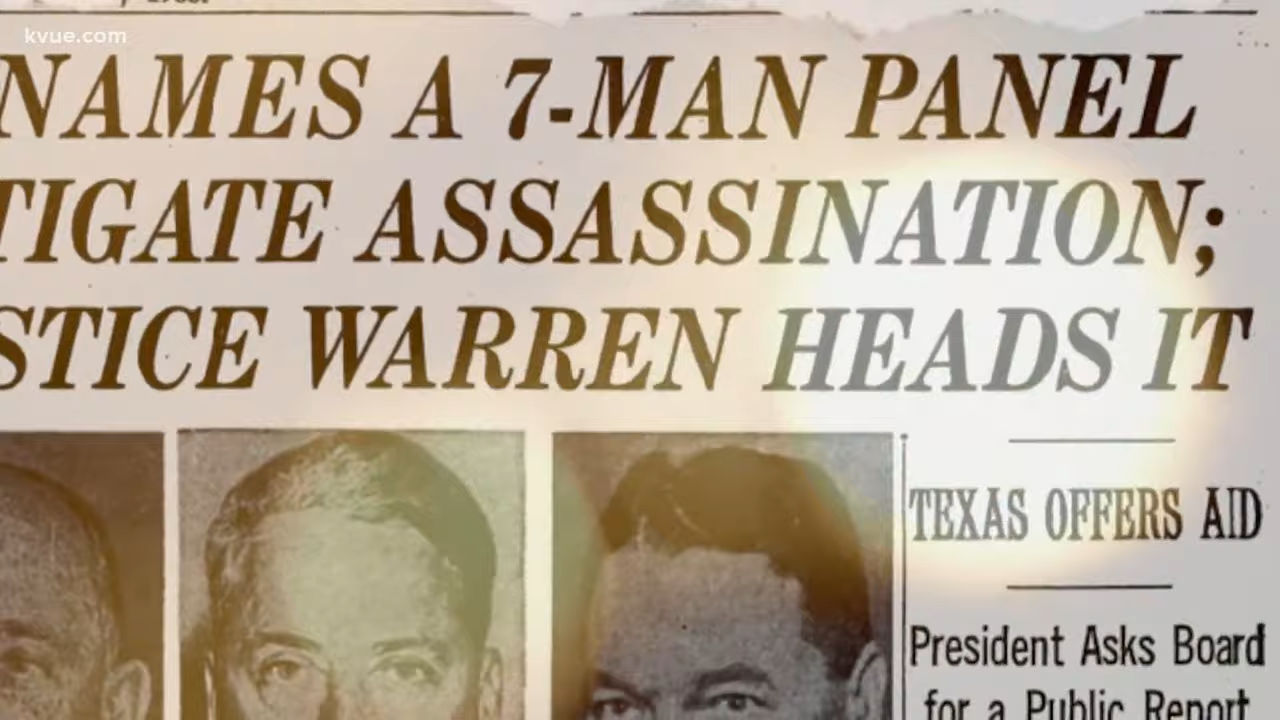 kvue.com
NAMES A 7-MAN PANEL
TIGATE ASSASSINATION;
STICE WARREN HEADS IT
TEXAS OFFERS AID
President Asks Board
for a Public Report